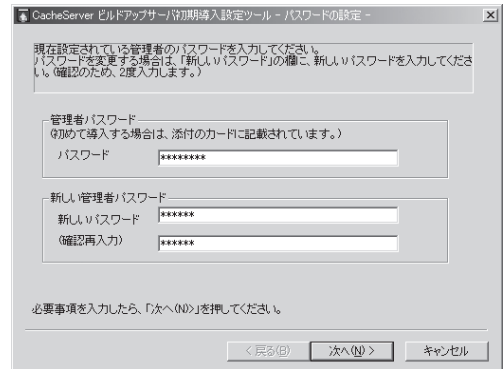 CacheServer ビルドアップサーバ初期導入設定ツール - パスワードの設定 -
現在設定されている管理者のパスワードを入力してください。
パスワードを変更する場合は、「新しいパスワード」の欄に、新しいパスワードを入力してくださ
い。(確認のため、2度入力します。)
管理者パスワード
(初めて導入する場合は、添付のカードに記載されています。)
パスワード ********
新しい管理者パスワード
新しいパスワード ******
(確認再入力) ******
必要事項を入力したら、「次へ(N)>」を押してください。
< 戻る(B) 次へ(N) > キャンセル